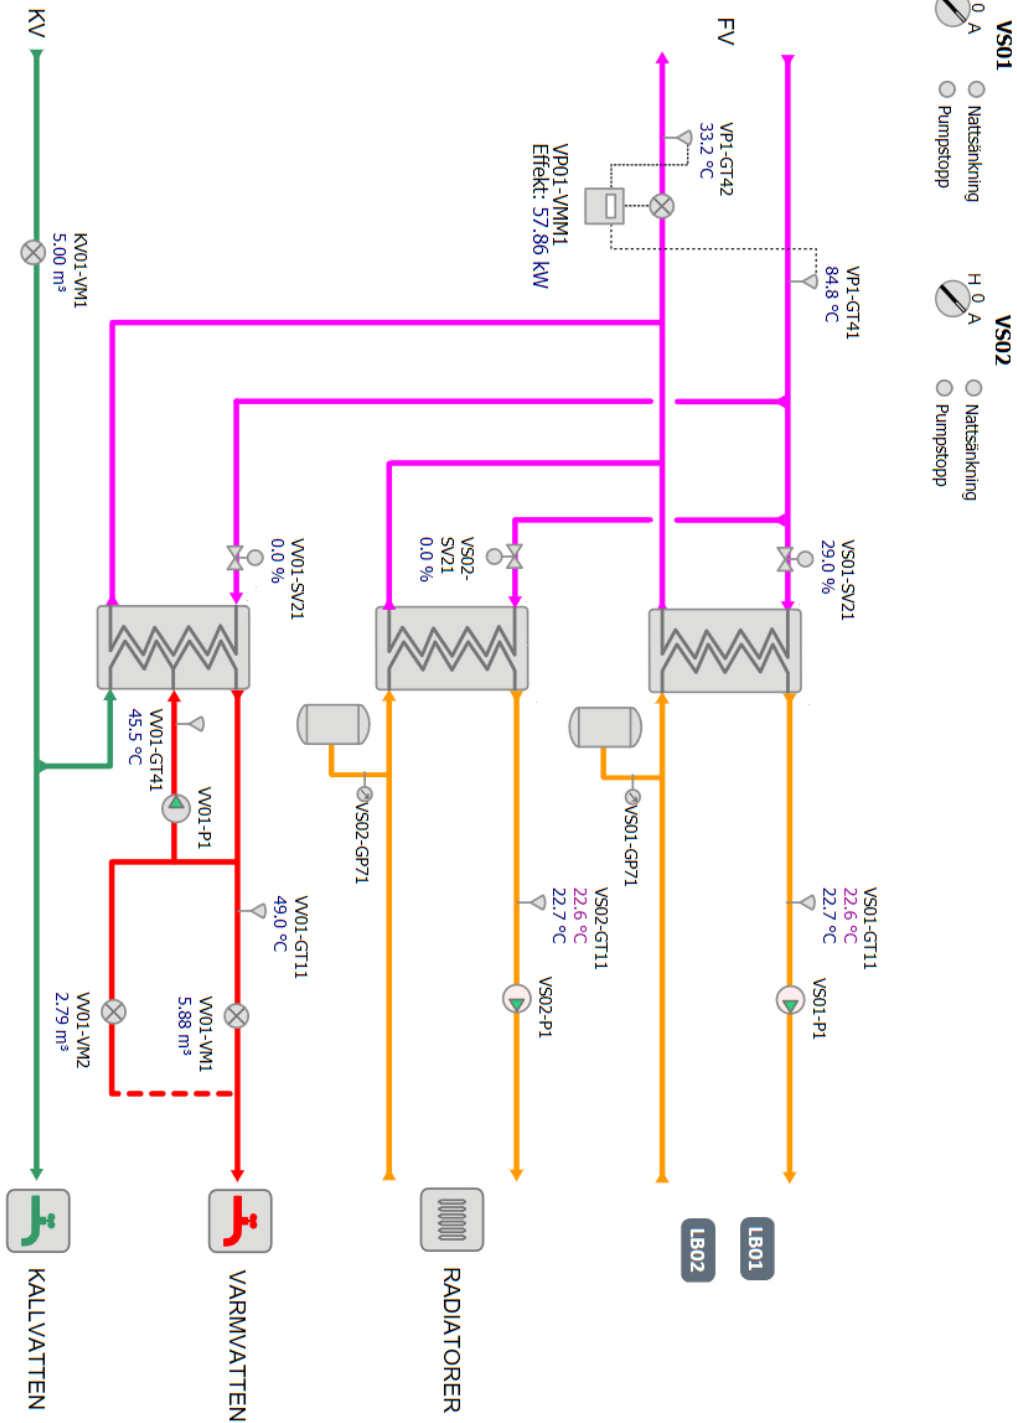 VS01
0
A
Nattsänkning
Pumpstopp
VS02
H 0 A
Nattsänkning
Pumpstopp
FV
VP1-GT41
84.8 °C
VP1-GT42
33.2 °C
VP01-VMM1
Effekt: 57.86 kW
VS01-SV21
29.0 %
VS01-GT11
22.6 °C
22.7 °C
VS01-P1
VS01-GP71
LB01
LB02
VS02-
SV21
0.0 %
VS02-GT11
22.6 °C
22.7 °C
VS02-P1
VS02-GP71
RADIATORER
VV01-SV21
0.0 %
VV01-GT11
49.0 °C
VV01-P1
VV01-GT41
45.5 °C
VV01-VM1
5.88 m³
VV01-VM2
2.79 m³
VARMVATTEN
KV
KV01-VM1
5.00 m³
KALLVATTEN